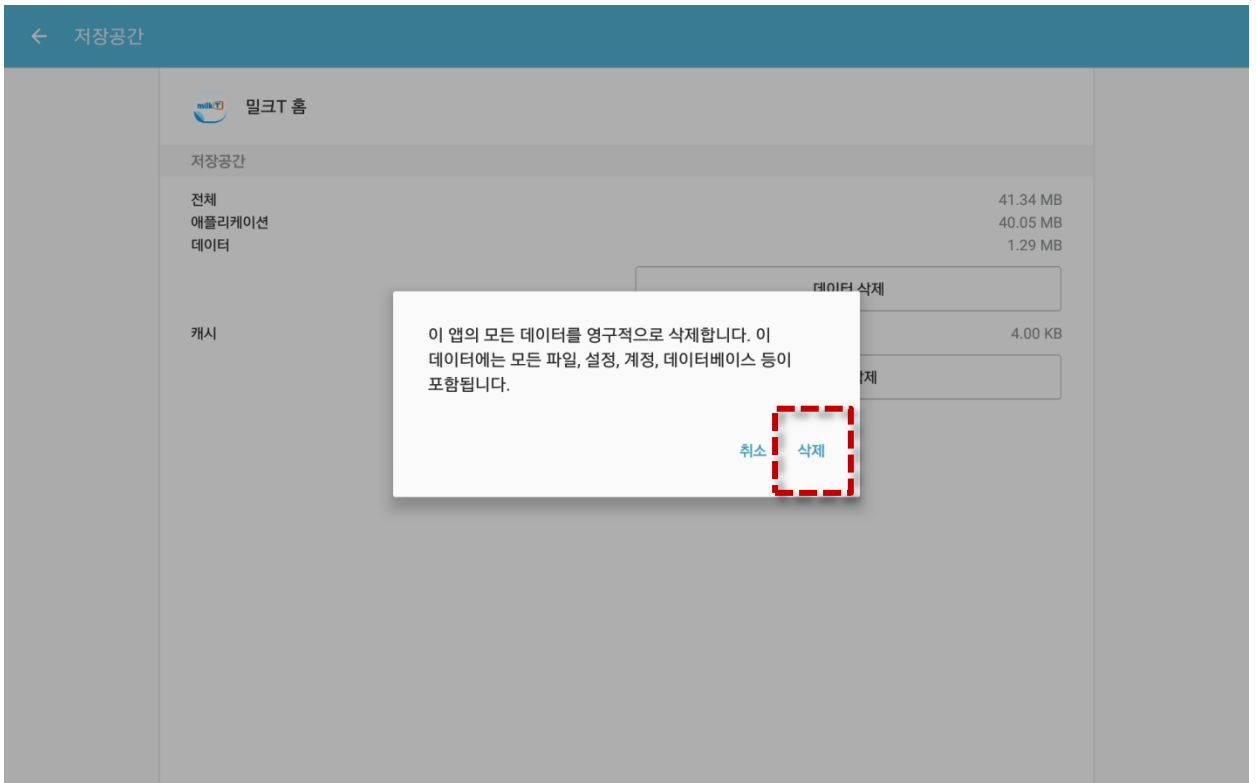 저장공간
milk T
밀크T 홈
저장공간
전체 41.34 MB
애플리케이션 40.05 MB
데이터 1.29 MB
데이터 삭제
캐시 4.00 KB
삭제
이 앱의 모든 데이터를 영구적으로 삭제합니다. 이
데이터에는 모든 파일, 설정, 계정, 데이터베이스 등이
포함됩니다.
취소 삭제